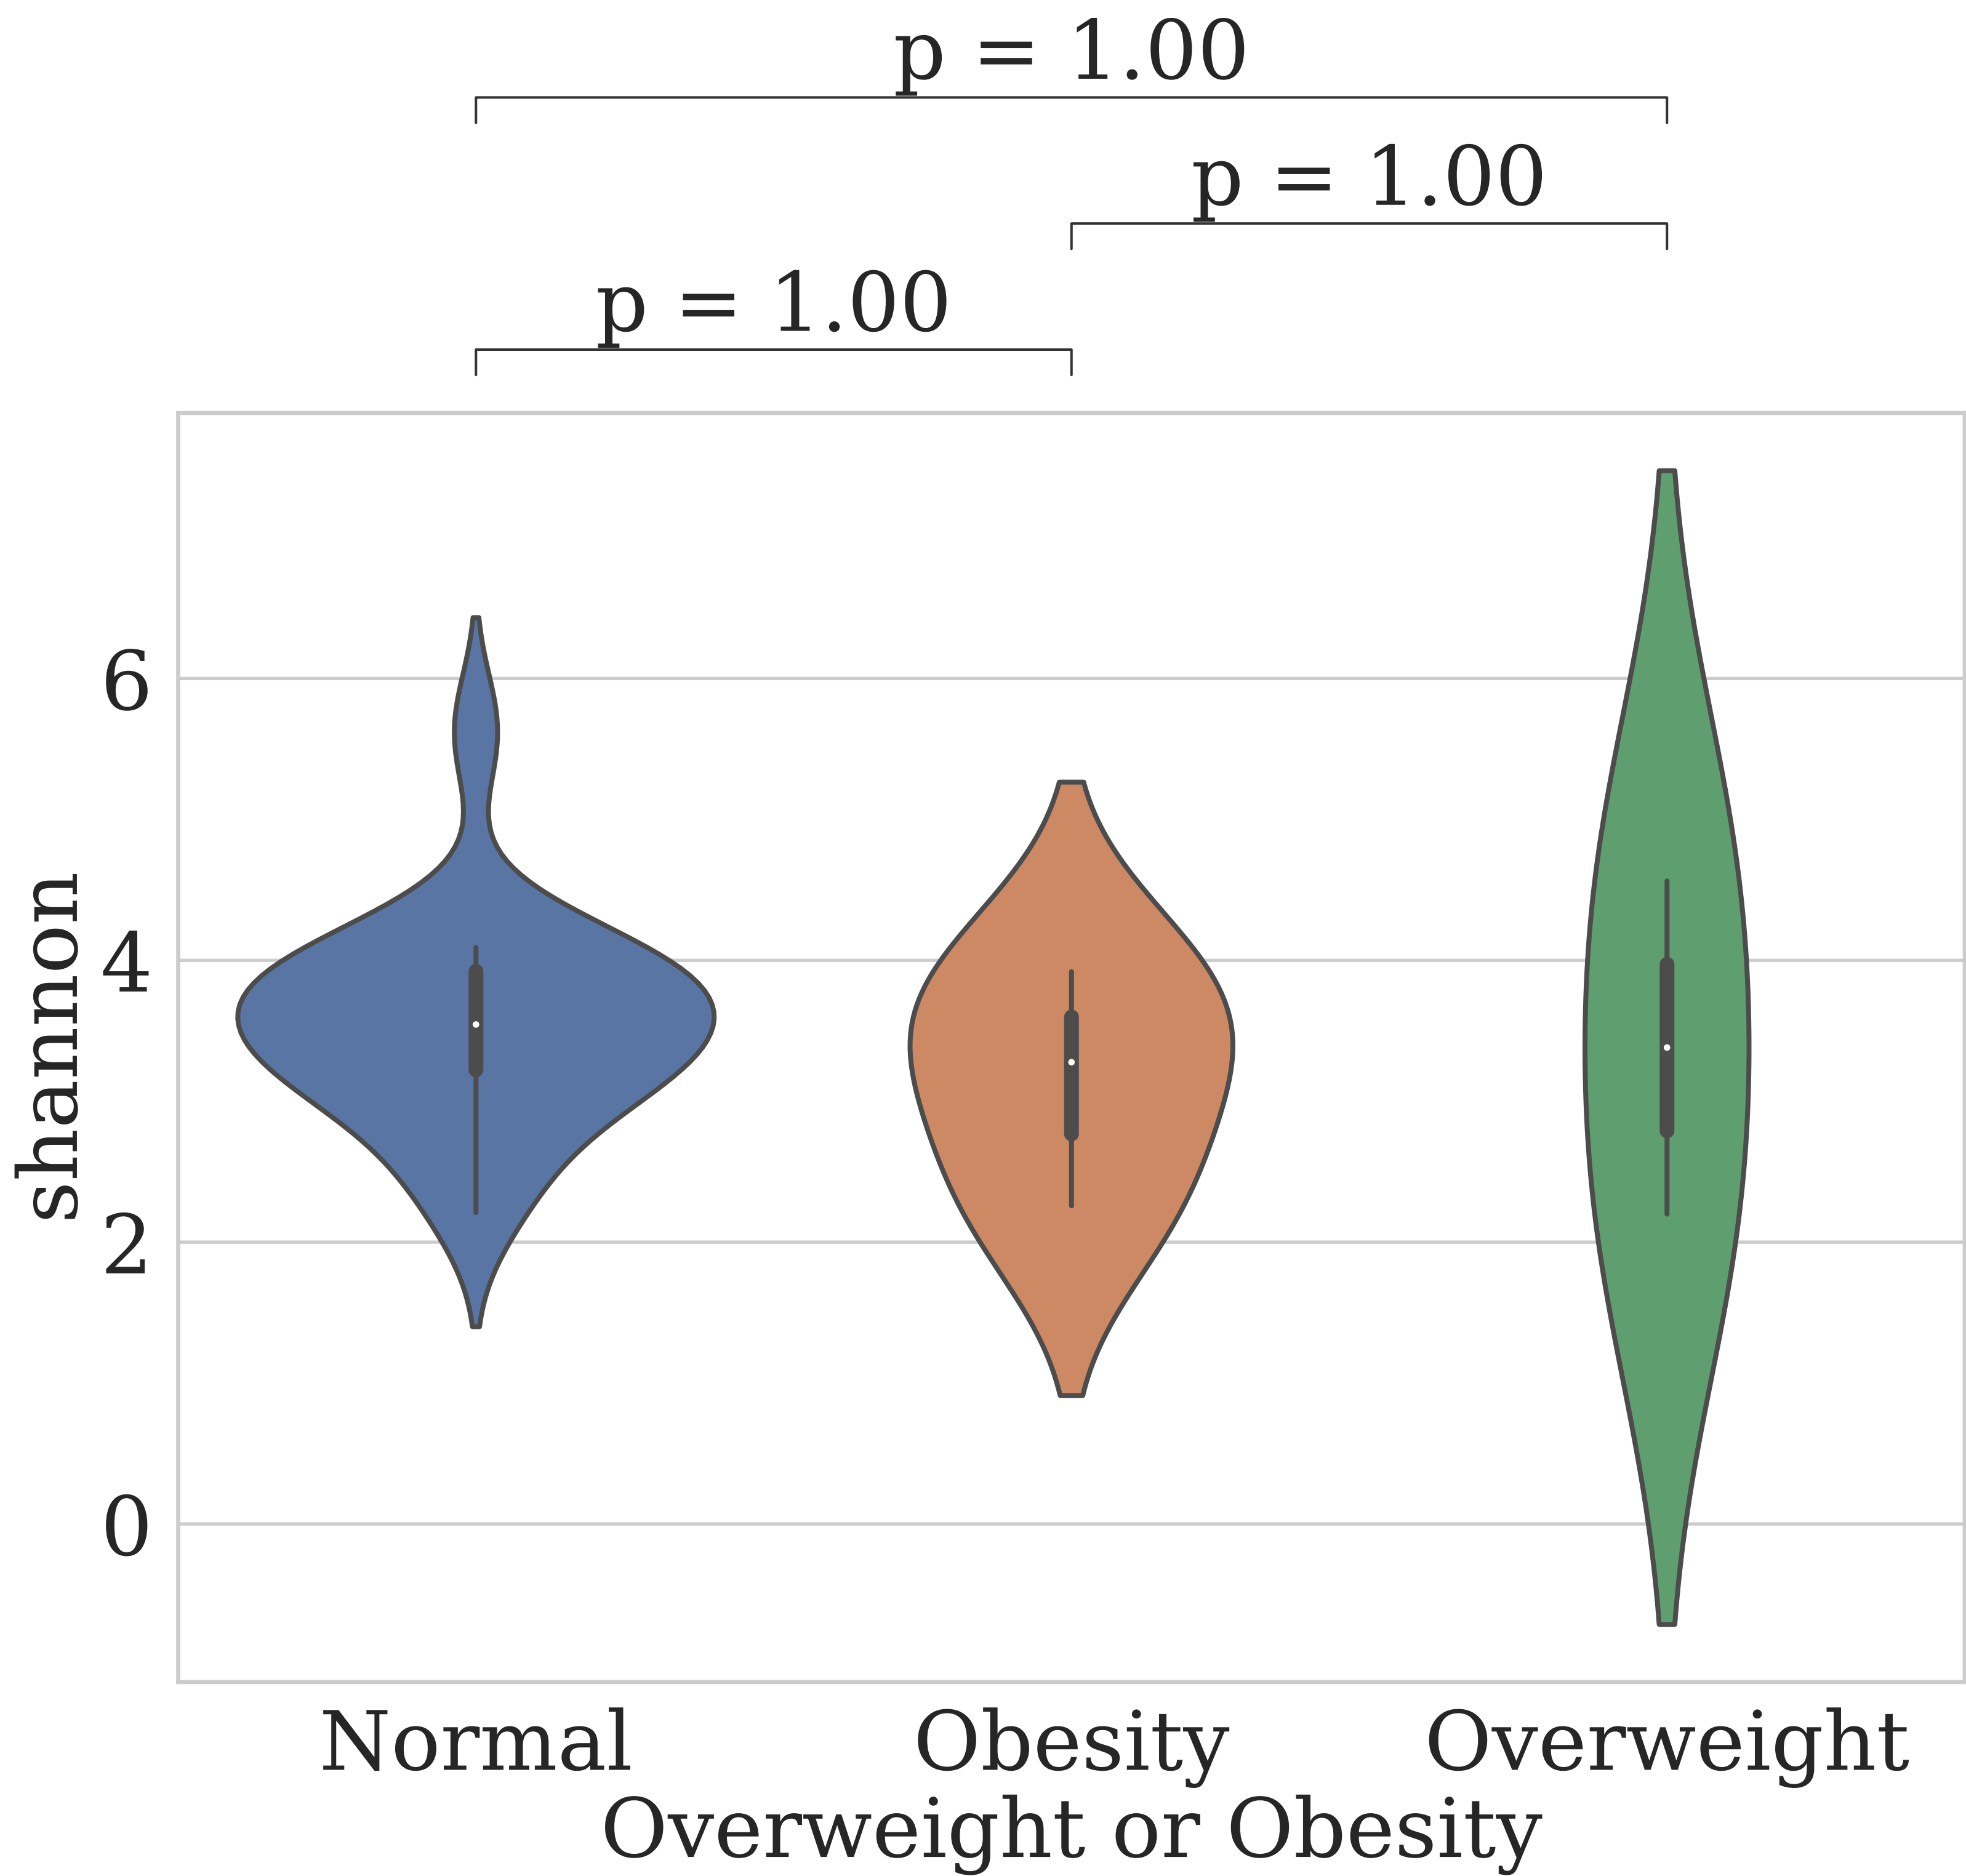 p = 1.00
p = 1.00
p = 1.00
6
4
2
0
shannon
Normal Obesity Overweight
Overweight or Obesity